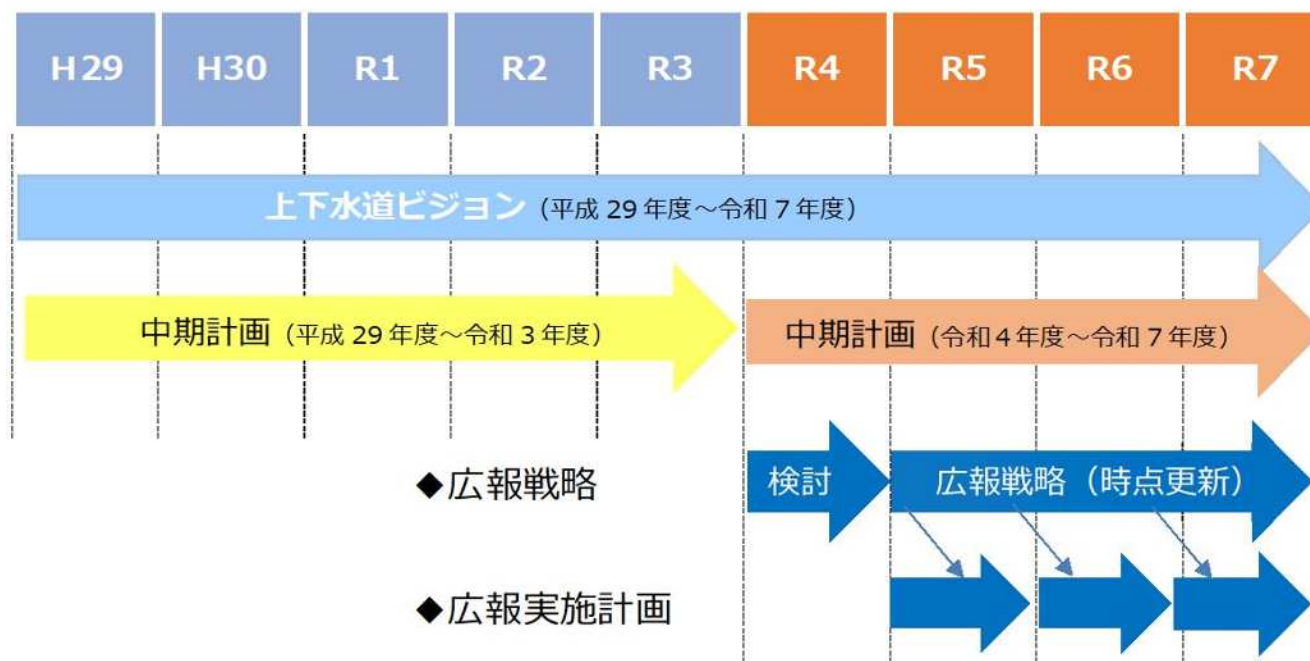 H29 H30 R1 R2 R3 R4 R5 R6 R7
上下水道ビジョン（平成 29 年度～令和 7 年度）
中期計画（平成 29 年度～令和 3 年度） 中期計画（令和 4 年度～令和 7 年度）
◆広報戦略 検討 広報戦略（時点更新）
◆広報実施計画